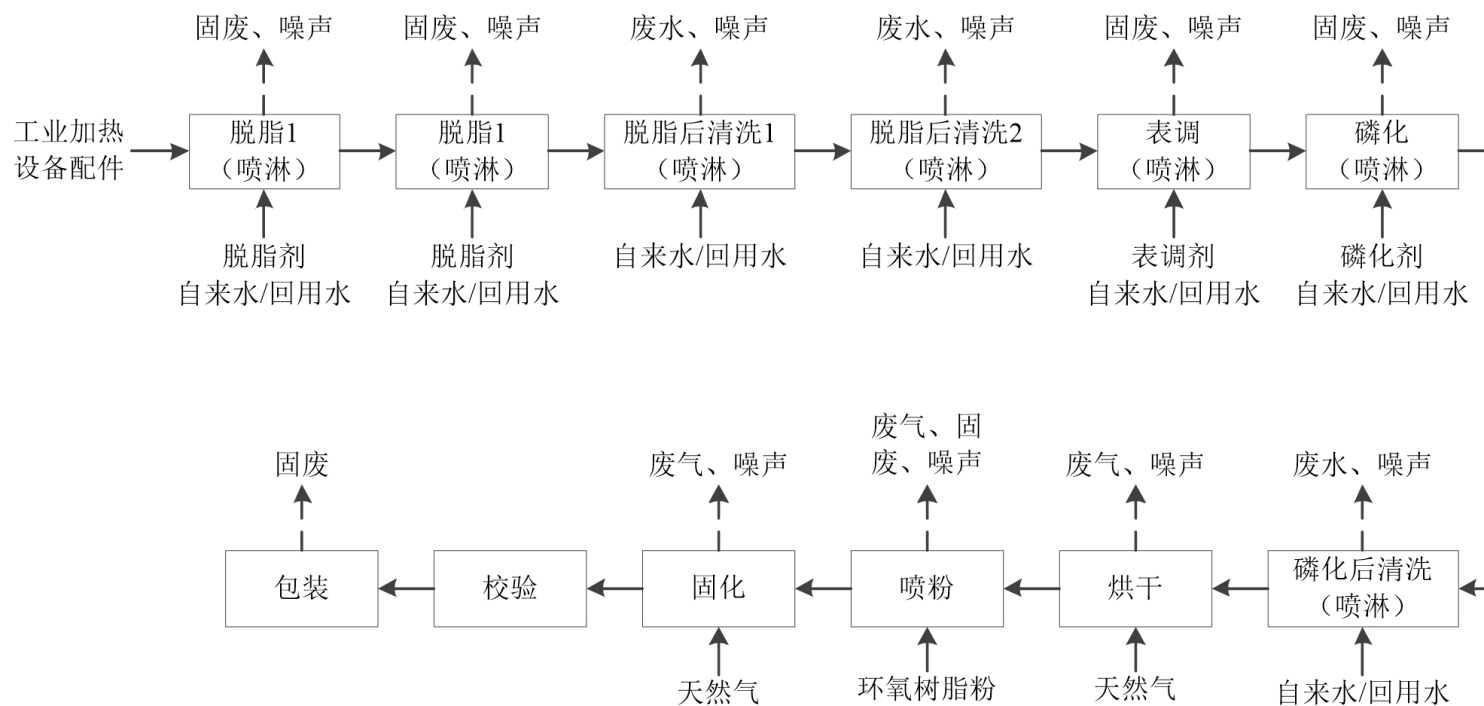 固废、噪声
固废、噪声
废水、噪声
废水、噪声
固废、噪声
固废、噪声
工业加热
设备配件
脱脂1
（喷淋）
脱脂1
（喷淋）
脱脂后清洗1
（喷淋）
脱脂后清洗2
（喷淋）
表调
（喷淋）
磷化
（喷淋）
脱脂剂
自来水/回用水
脱脂剂
自来水/回用水
自来水/回用水
自来水/回用水
表调剂
自来水/回用水
磷化剂
自来水/回用水
固废
废气、噪声
废气、固
废、噪声
废气、噪声
废水、噪声
包装
校验
固化
喷粉
烘干
磷化后清洗
（喷淋）
天然气
环氧树脂粉
天然气
自来水/回用水